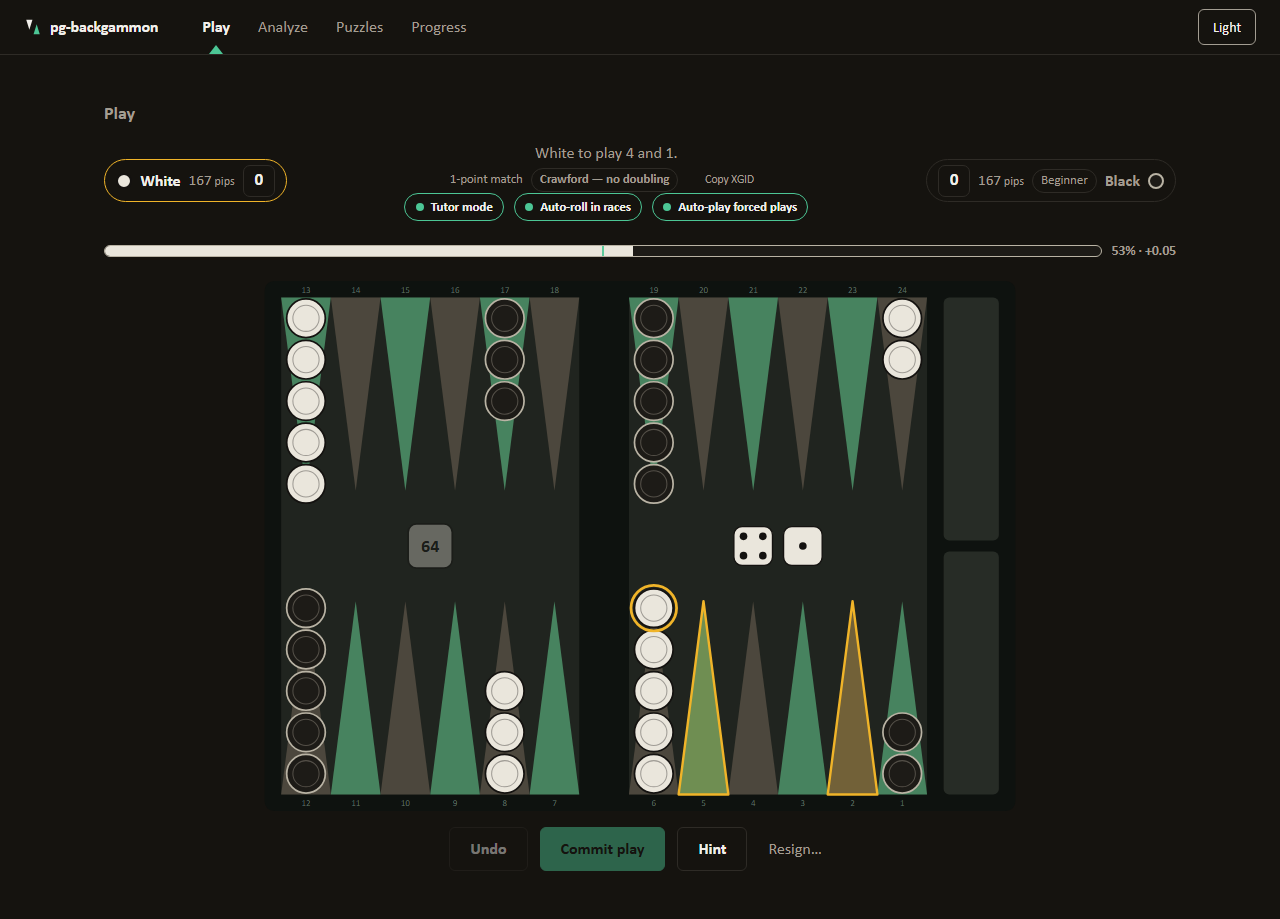 pg-backgammon Play Analyze Puzzles Progress Light
Play
White to play 4 and 1.
White 167 pips 0
1-point match Crawford — no doubling Copy XGID
0 167 pips Beginner Black
Tutor mode Auto-roll in races Auto-play forced plays
53% · +0.05
13 14 15 16 17 18 19 20 21 22 23 24
64
12 11 10 9 8 7 6 5 4 3 2 1
Undo Commit play Hint Resign...